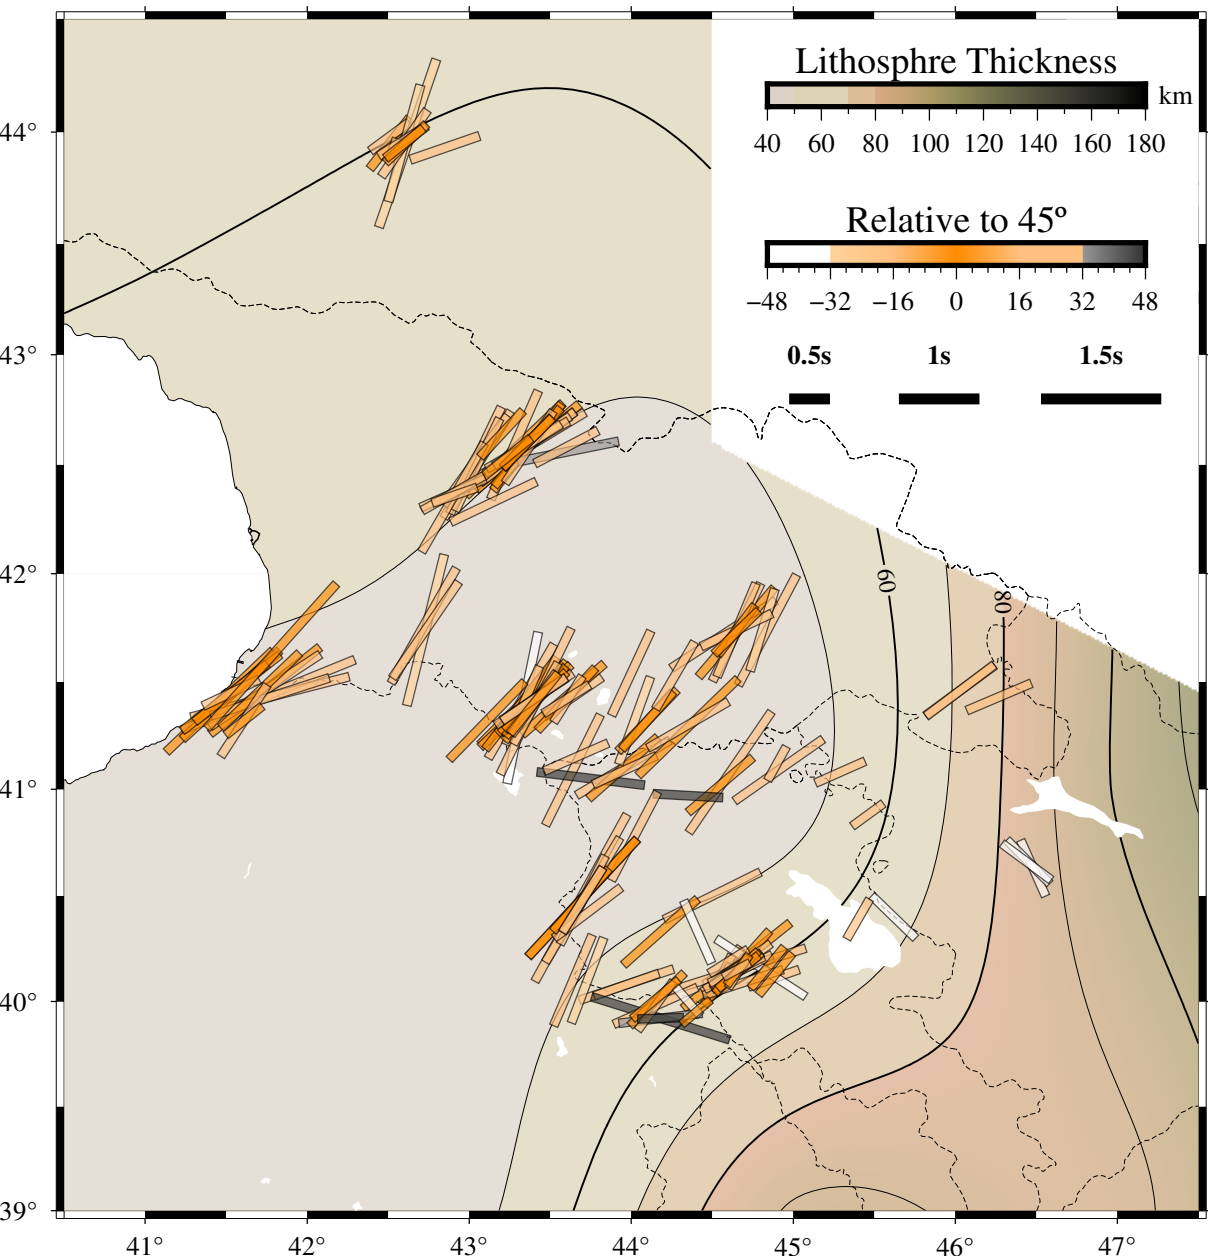 Lithosphre Thickness
km
40 60 80 100 120 140 160 180
Relative to 45º
−48 −32 −16 0 16 32 48
0.5s 1s 1.5s
44°
43°
42°
41°
40°
39°
60
80
41° 42° 43° 44° 45° 46° 47°